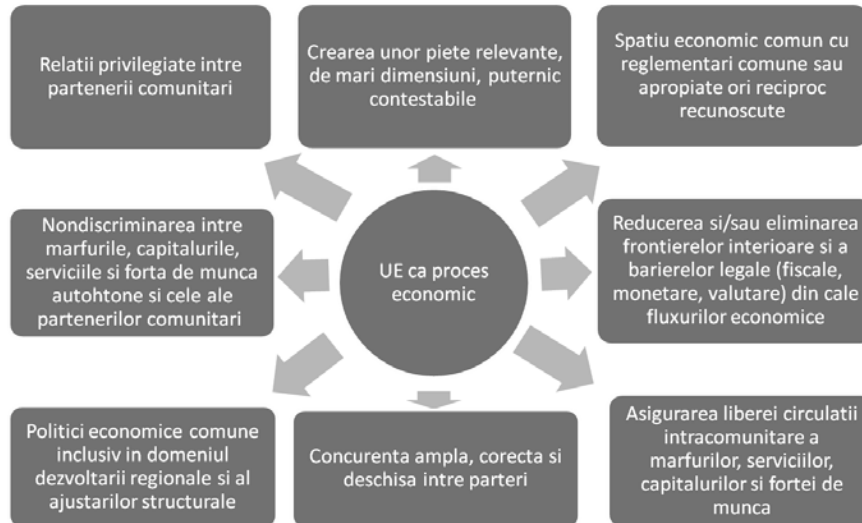 Relatii privilegiate intre
partenerii comunitari
Crearea unor piete relevante,
de mari dimensiuni, puternic
contestabile
Spatiu economic comun cu
reglementari comune sau
apropiate ori reciproc
recunoscute
Nondiscriminarea intre
marfurile, capitalurile,
serviciile si forta de munca
autohtone si cele ale
partenerilor comunitari
UE ca proces
economic
Reducerea si/sau eliminarea
frontierelor interioare si a
barierelor legale (fiscale,
monetare, valutare) din cale
fluxurilor economice
Politici economice comune
inclusiv in domeniul
dezvoltarii regionale si al
ajustarilor structurale
Concurenta ampla, corecta si
deschisa intre parteri
Asigurarea liberei circulatii
intracomunitare a
marfurilor, serviciilor,
capitalurilor si fortei de
munca